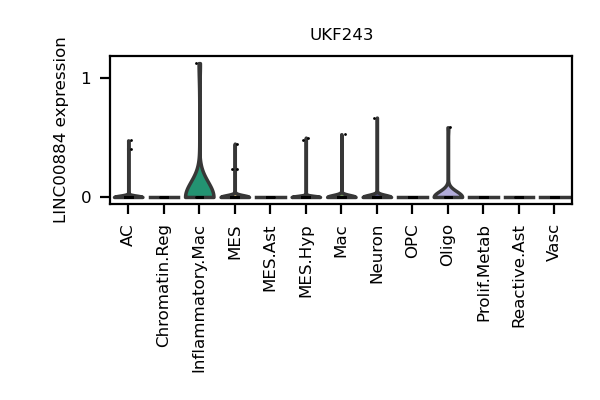 UKF243
LINC00884 expression
1
0
AC
Chromatin.Reg
Inflammatory.Mac
MES
MES.Ast
MES.Hyp
Mac
Neuron
OPC
Oligo
Prolif.Metab
Reactive.Ast
Vasc